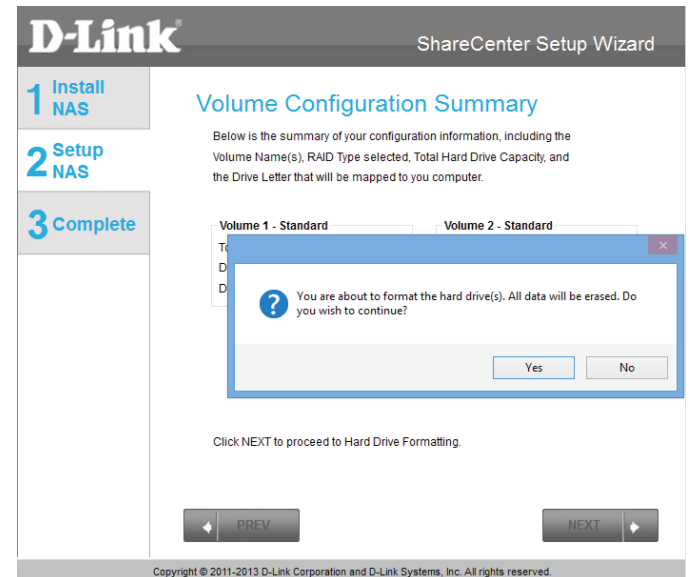 D-Link
ShareCenter Setup Wizard
1 Install
NAS
2 Setup
NAS
3 Complete
Volume Configuration Summary
Below is the summary of your configuration information, including the
Volume Name(s), RAID Type selected, Total Hard Drive Capacity, and
the Drive Letter that will be mapped to you computer.
Volume 1 - Standard
Volume 2 - Standard
You are about to format the hard drive(s). All data will be erased. Do
you wish to continue?
Yes
No
Click NEXT to proceed to Hard Drive Formatting.
PREV
NEXT
Copyright © 2011-2013 D-Link Corporation and D-Link Systems, Inc. All rights reserved.